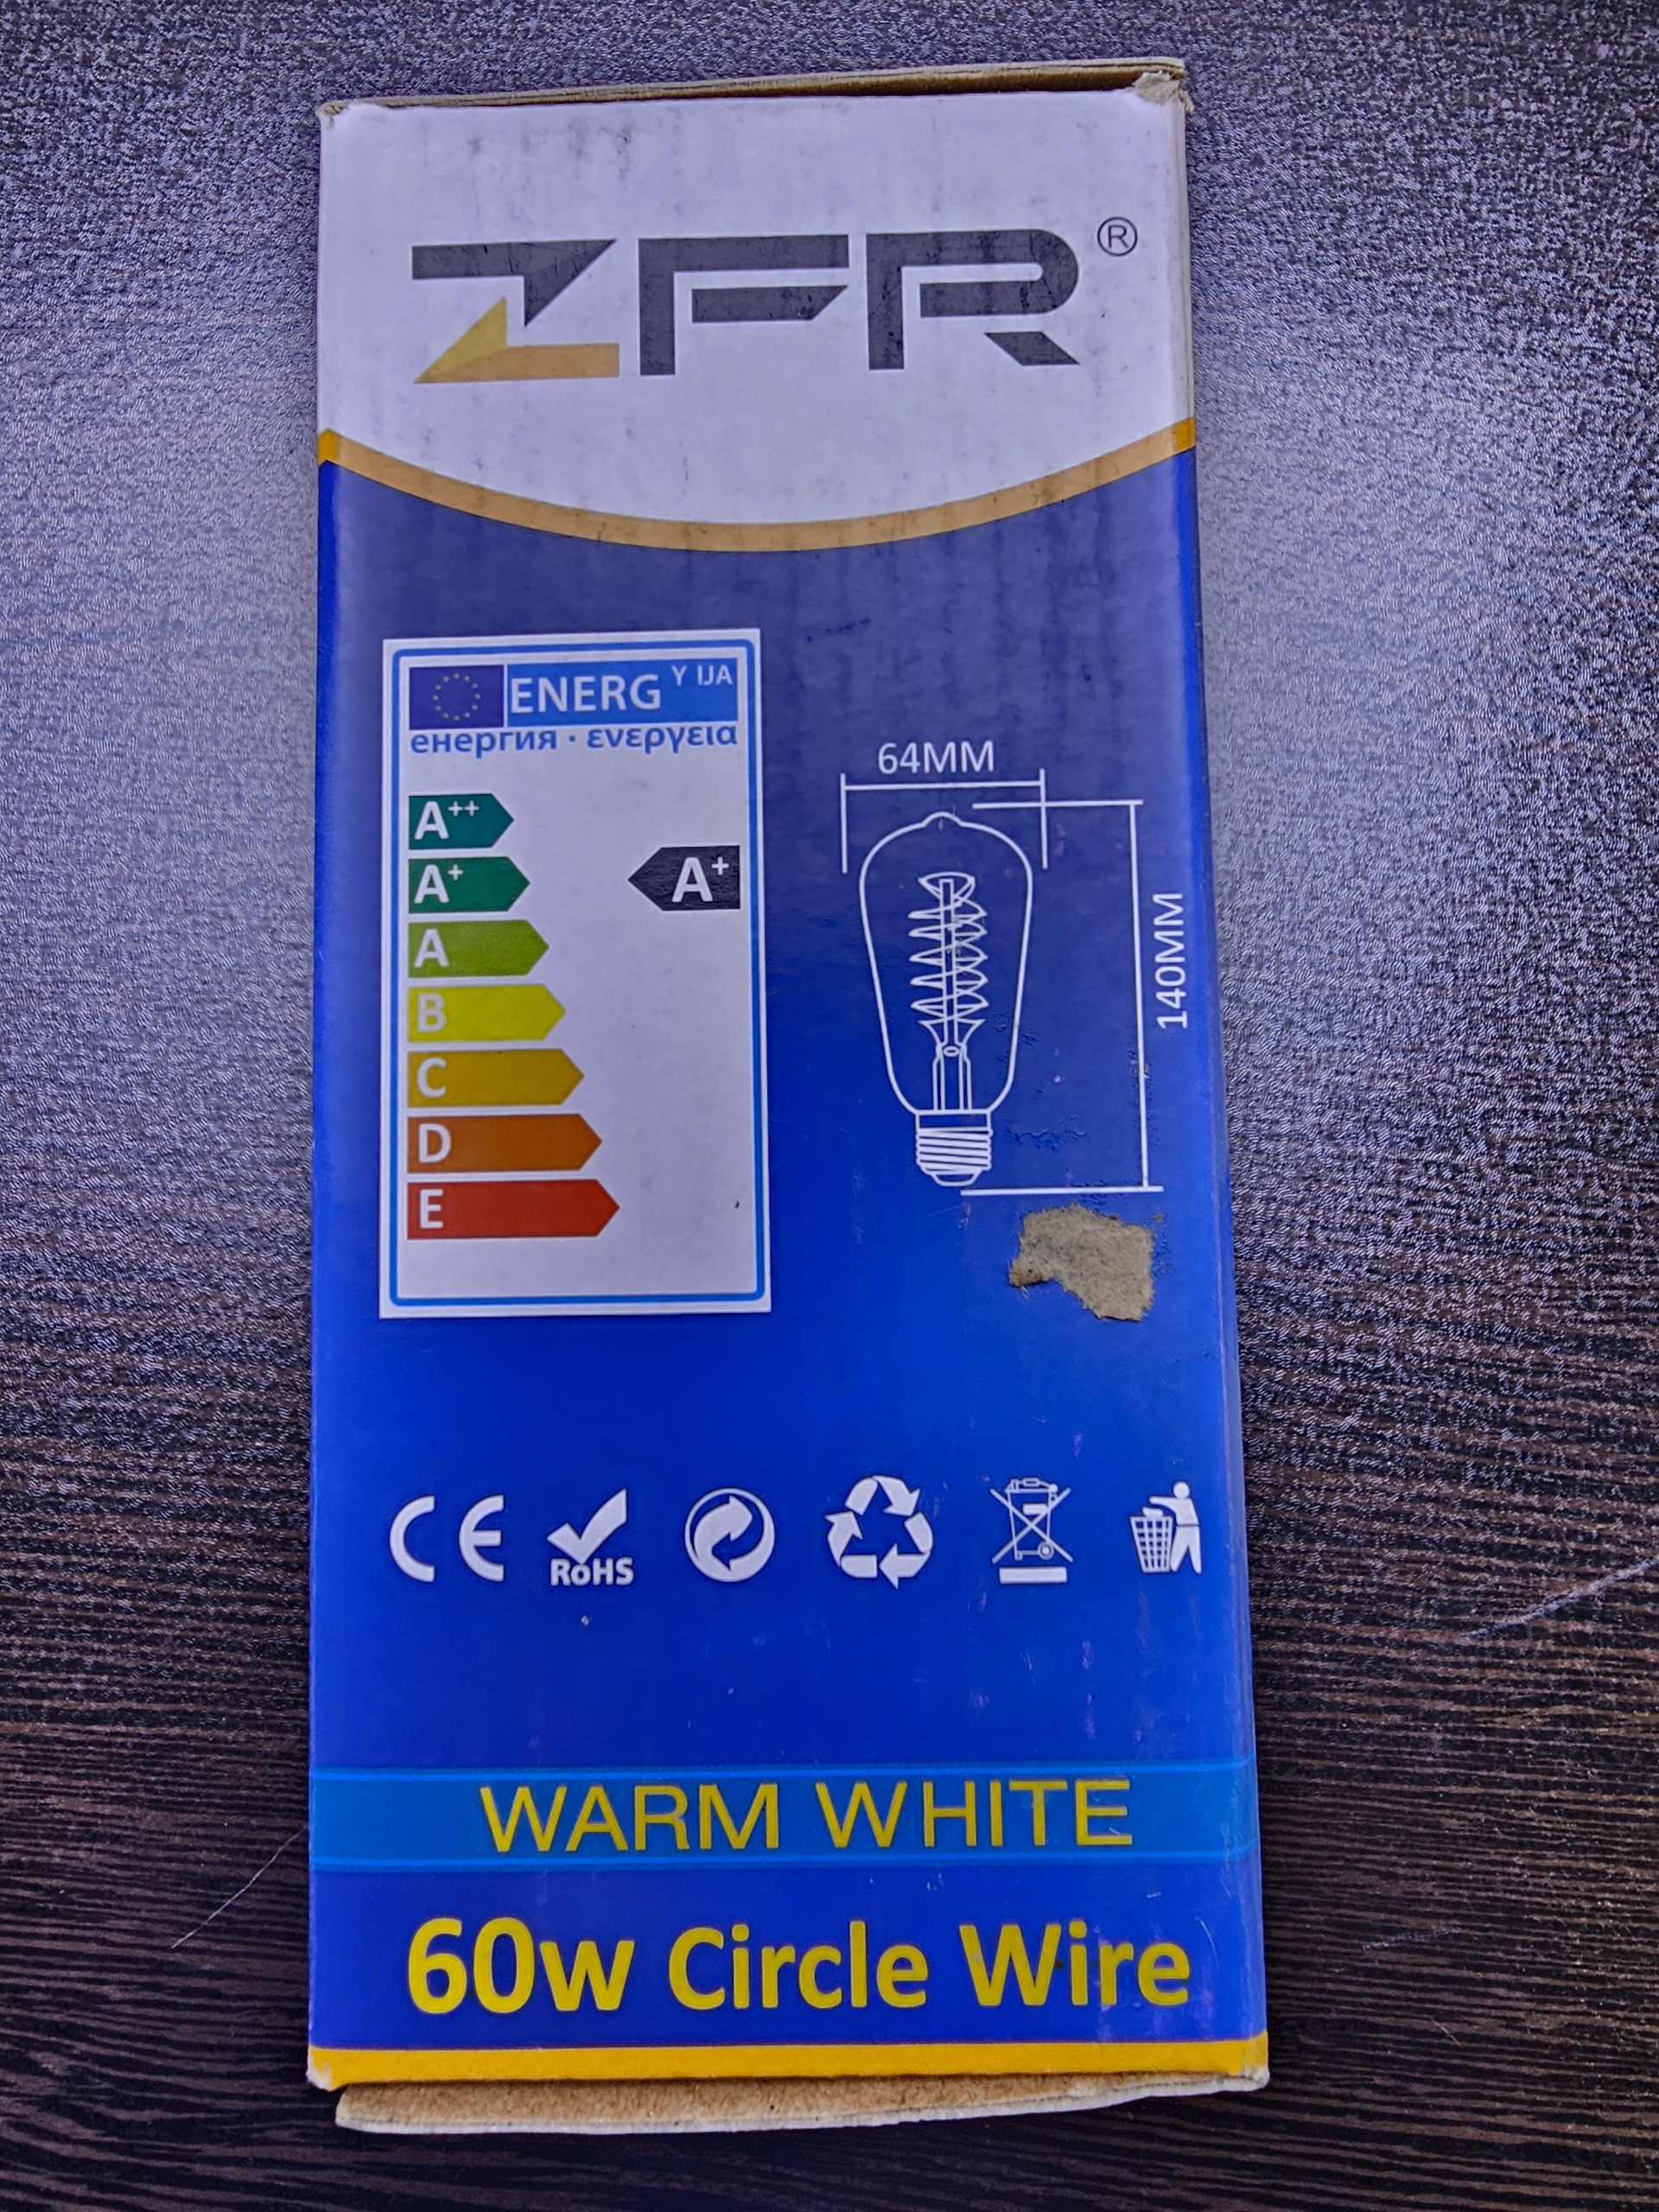 ZFR®
ENERG Y IJA
енергия · ενεργεια
64MM
A++
A+ A+
A
B
C
D
E
140MM
CE RoHS
WARM WHITE
60w Circle Wire